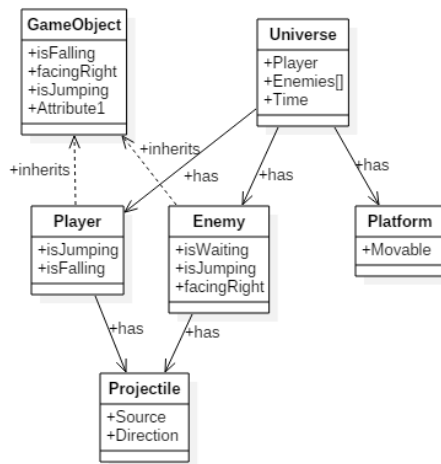 GameObject
+isFalling
+facingRight
+isJumping
+Attribute1
Universe
+Player
+Enemies[]
+Time
+inherits
+inherits
+has
+has
+has
Player
+isJumping
+isFalling
Enemy
+isWaiting
+isJumping
+facingRight
Platform
+Movable
+has
+has
Projectile
+Source
+Direction